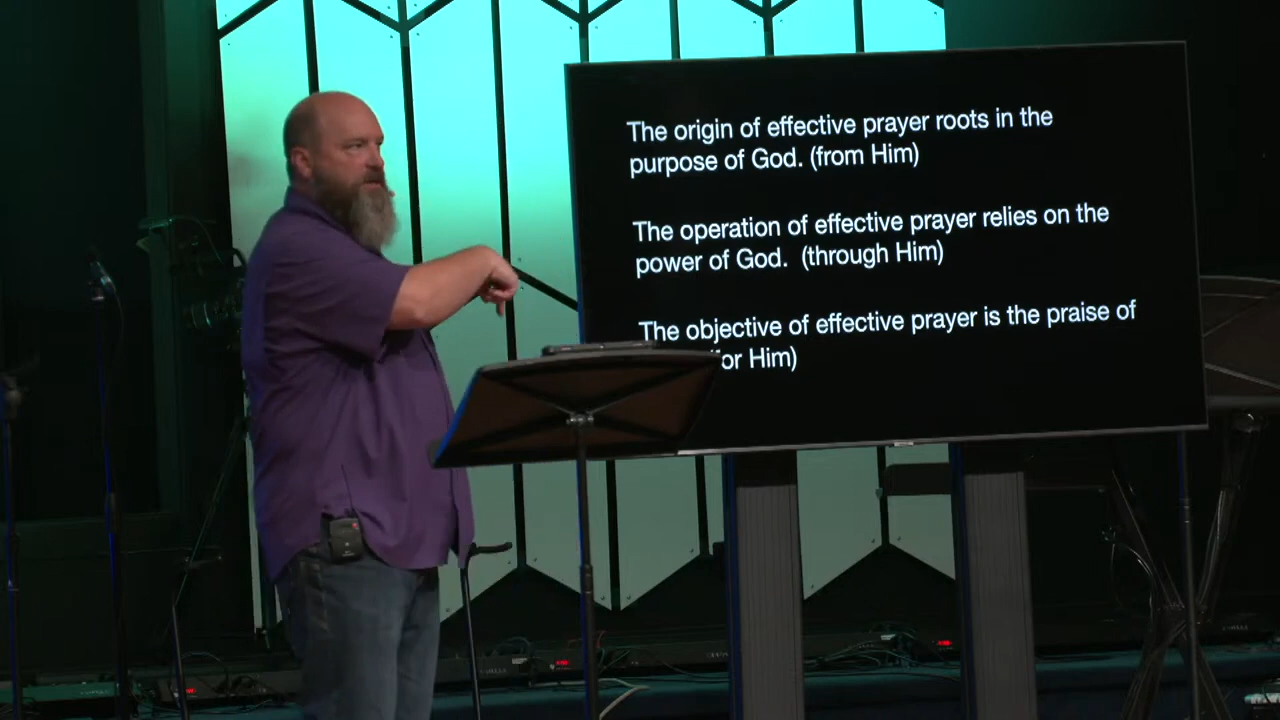 The origin of effective prayer roots in the
purpose of God. (from Him)
The operation of effective prayer relies on the
power of God. (through Him)
The objective of effective prayer is the praise of
Him)